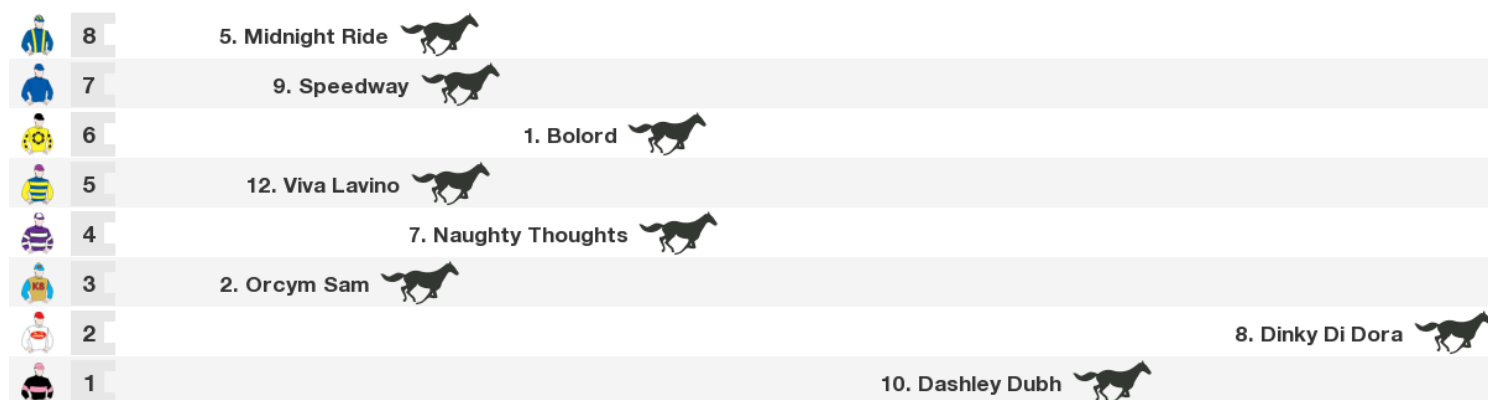 8 5. Midnight Ride
7 9. Speedway
6 1. Bolord
5 12. Viva Lavino
4 7. Naughty Thoughts
3 K8 2. Orcym Sam
2 8. Dinky Di Dora
1 10. Dashley Dubh